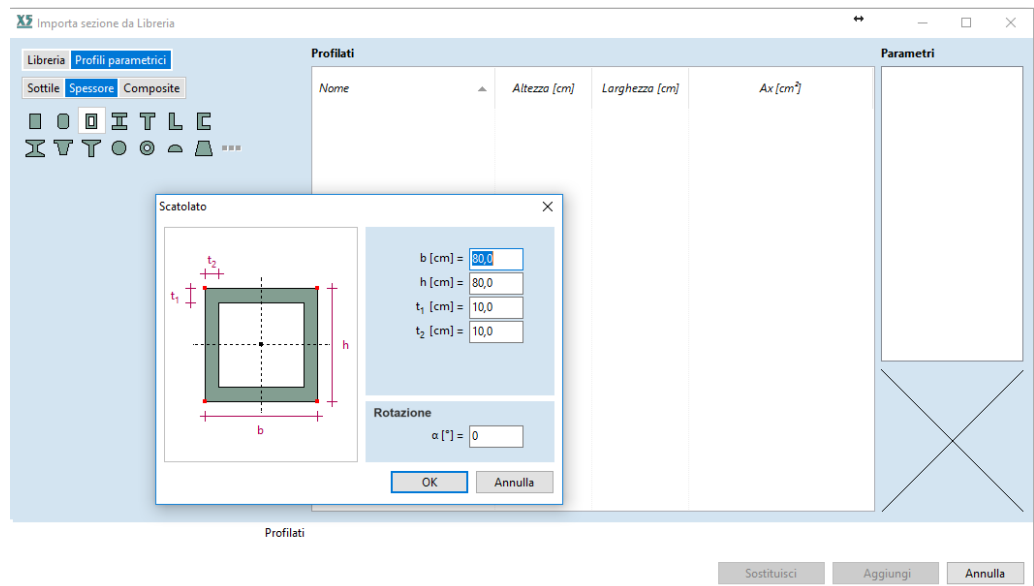 X5 Importa sezione da Libreria
Libreria Profili parametrici
Sottile Spessore Composite
Profilati
Nome Altezza [cm] Larghezza [cm] Ax [cm²]
Parametri
Scatolato
t2
t1
h
b
b [cm] = 80,0
h [cm] = 80,0
t1 [cm] = 10,0
t2 [cm] = 10,0
Rotazione
α [°] = 0
OK Annulla
Profilati
Sostituisci Aggiungi Annulla